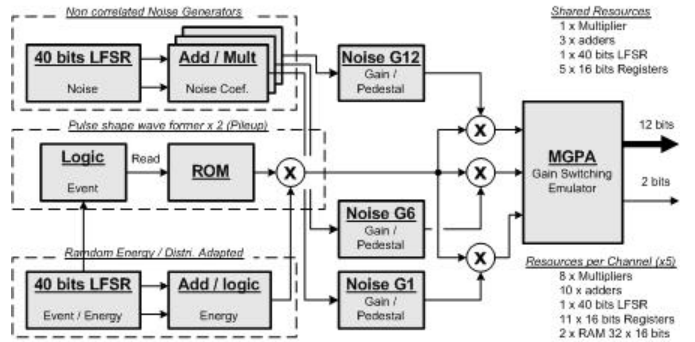 Non correlated Noise Generators
40 bits LFSR
Noise
Add / Mult
Noise Coef.
Noise G12
Gain /
Pedestal
Shared Resources
1 x Multiplier
3 x adders
1 x 40 bits LFSR
5 x 16 bits Registers
Pulse shape wave former x 2 (Pileup)
Logic
Event
Read
ROM
X
X
X
X
MGPA
Gain Switching
Emulator
12 bits
2 bits
Noise G6
Gain /
Pedestal
Ramdom Energy / Distri. Adapted
40 bits LFSR
Event / Energy
Add / logic
Energy
Noise G1
Gain /
Pedestal
Resources per Channel (x5)
8 x Multipliers
10 x adders
1 x 40 bits LFSR
11 x 16 bits Registers
2 x RAM 32 x 16 bits